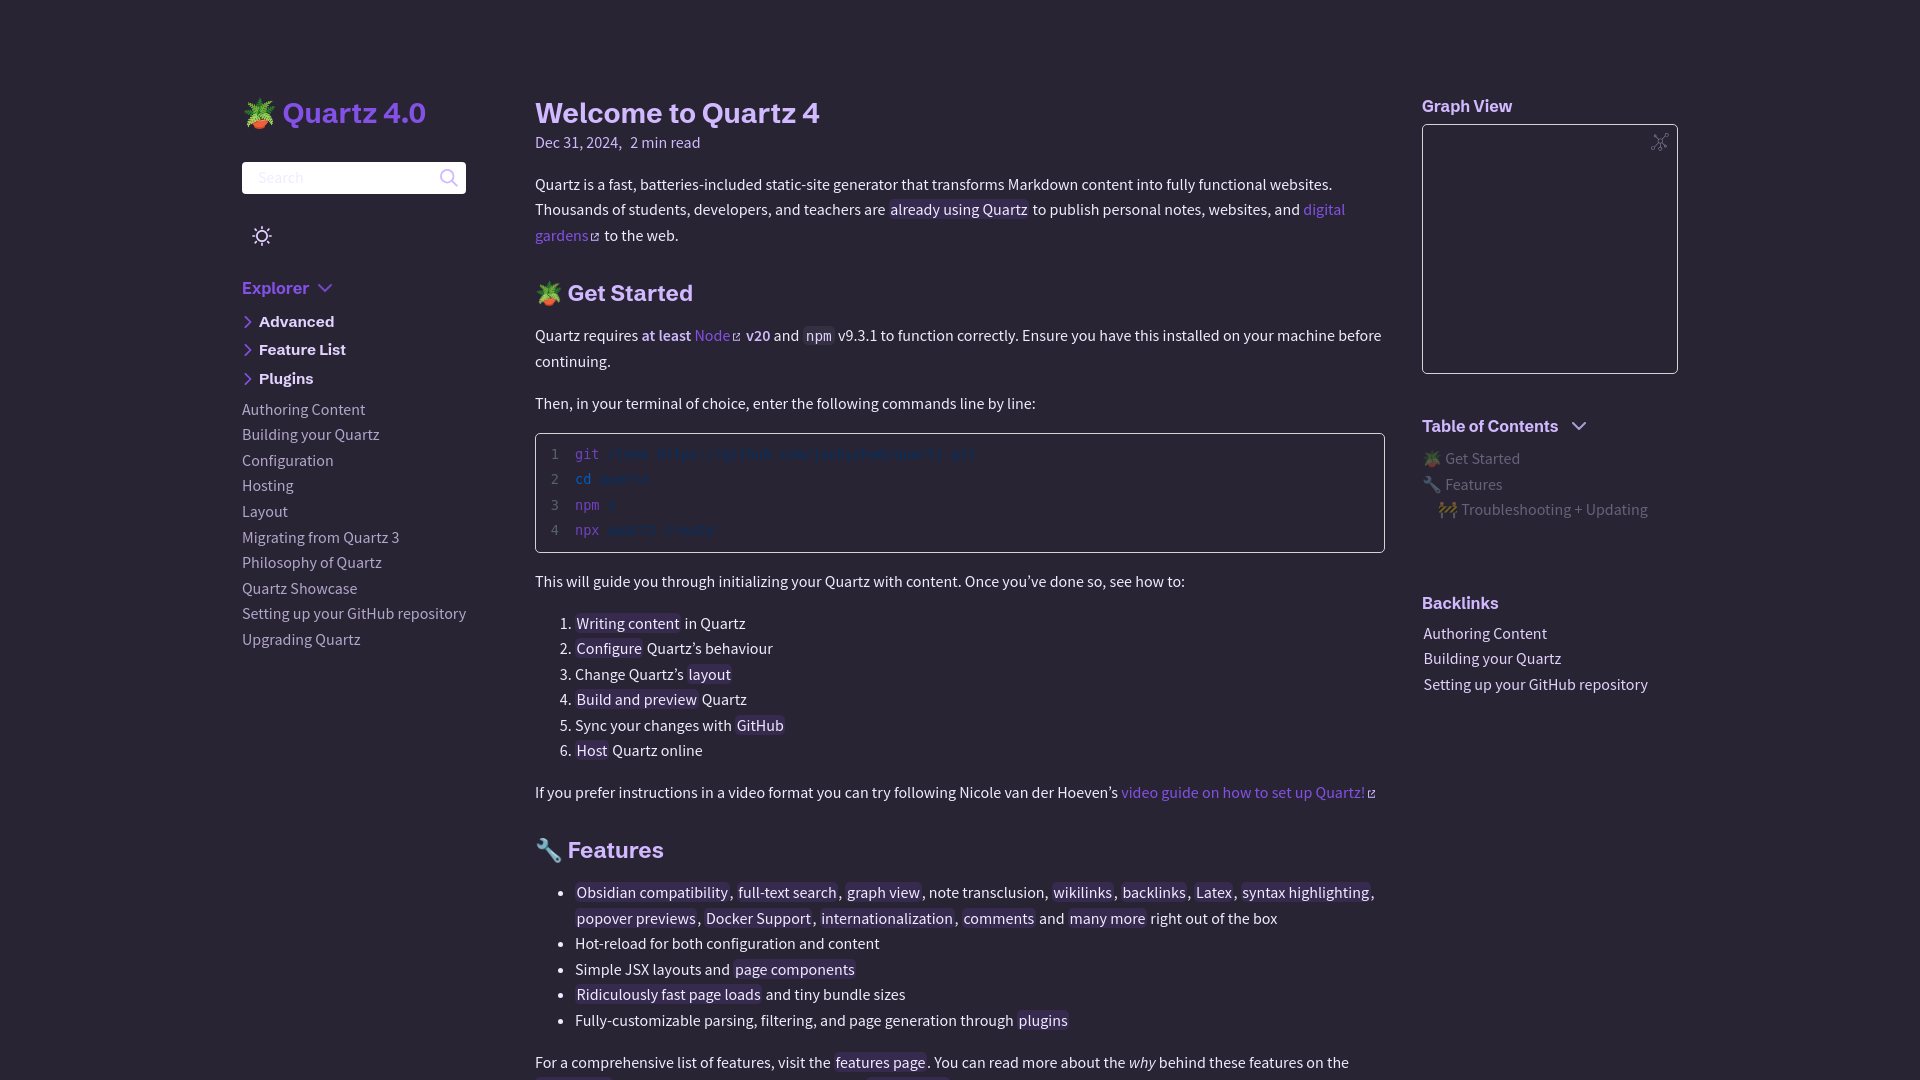 🪴 Quartz 4.0
Search
Explorer
Advanced
Feature List
Plugins
Authoring Content
Building your Quartz
Configuration
Hosting
Layout
Migrating from Quartz 3
Philosophy of Quartz
Quartz Showcase
Setting up your GitHub repository
Upgrading Quartz
Welcome to Quartz 4
Dec 31, 2024, 2 min read
Quartz is a fast, batteries-included static-site generator that transforms Markdown content into fully functional websites.
Thousands of students, developers, and teachers are already using Quartz to publish personal notes, websites, and digital
gardens to the web.
🪴 Get Started
Quartz requires at least Node v20 and npm v9.3.1 to function correctly. Ensure you have this installed on your machine before
continuing.
Then, in your terminal of choice, enter the following commands line by line:
1 git
2 cd
3 npm
4 npx
This will guide you through initializing your Quartz with content. Once you’ve done so, see how to:
1. Writing content in Quartz
2. Configure Quartz’s behaviour
3. Change Quartz’s layout
4. Build and preview Quartz
5. Sync your changes with GitHub
6. Host Quartz online
If you prefer instructions in a video format you can try following Nicole van der Hoeven’s video guide on how to set up Quartz!
🔧 Features
• Obsidian compatibility, full-text search, graph view, note transclusion, wikilinks, backlinks, Latex, syntax highlighting,
popover previews, Docker Support, internationalization, comments and many more right out of the box
• Hot-reload for both configuration and content
• Simple JSX layouts and page components
• Ridiculously fast page loads and tiny bundle sizes
• Fully-customizable parsing, filtering, and page generation through plugins
For a comprehensive list of features, visit the features page. You can read more about the why behind these features on the
Graph View
Table of Contents
🪴 Get Started
🔧 Features
🚧 Troubleshooting + Updating
Backlinks
Authoring Content
Building your Quartz
Setting up your GitHub repository